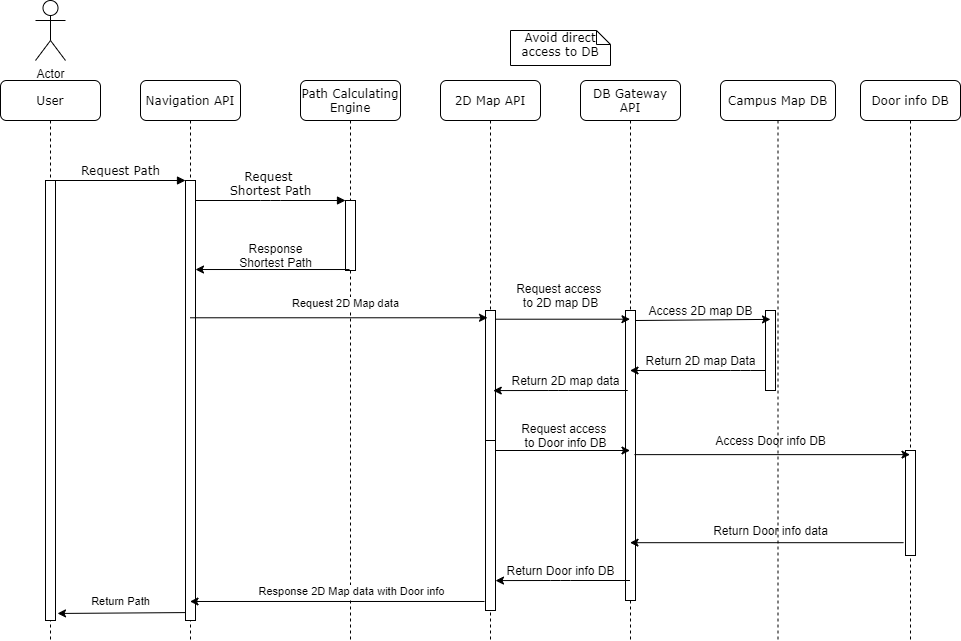 Avoid direct
access to DB
Actor
User
Navigation API
Path Calculating
Engine
2D Map API
DB Gateway
API
Campus Map DB
Door info DB
Request Path
Request
Shortest Path
Response
Shortest Path
Request 2D Map data
Request access
to 2D map DB
Access 2D map DB
Return 2D map Data
Return 2D map data
Request access
to Door info DB
Access Door info DB
Return Door info data
Return Door info DB
Response 2D Map data with Door info
Return Path